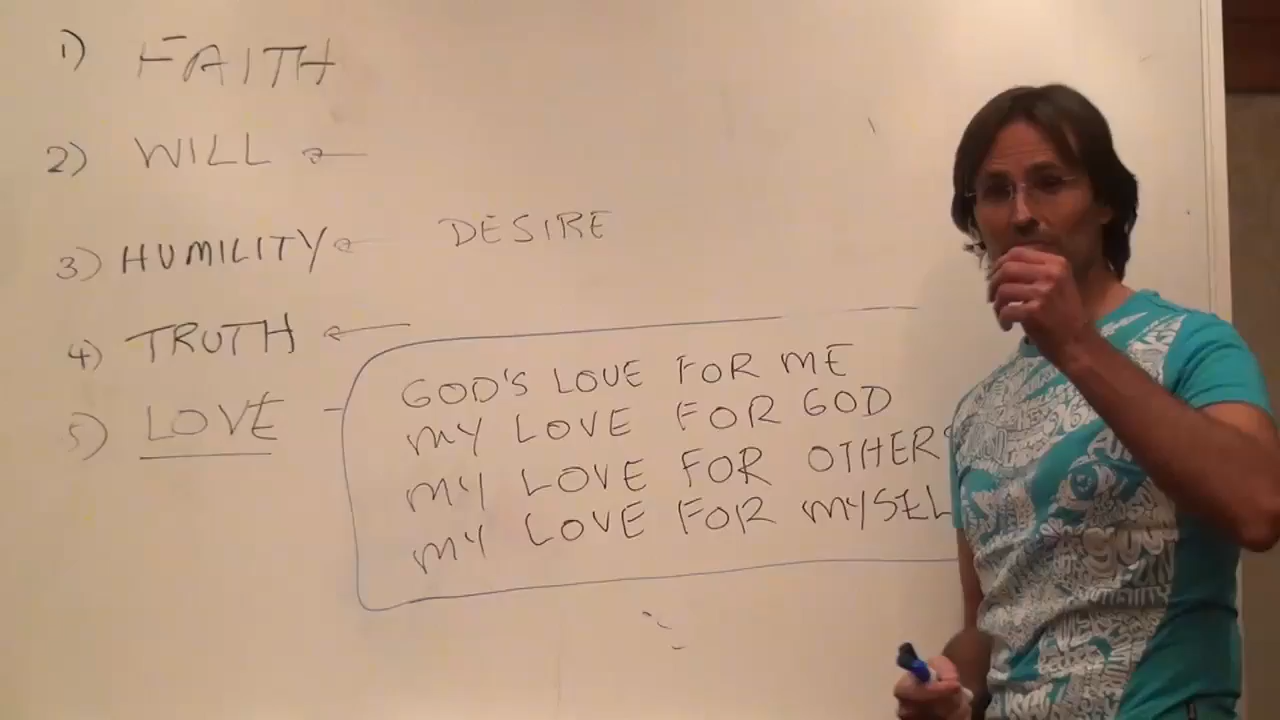 1) FAITH
2) WILL
3) HUMILITY
DESIRE
4) TRUTH
5) LOVE
GOD'S LOVE FOR ME
MY LOVE FOR GOD
MY LOVE FOR OTHERS
MY LOVE FOR MYSEL